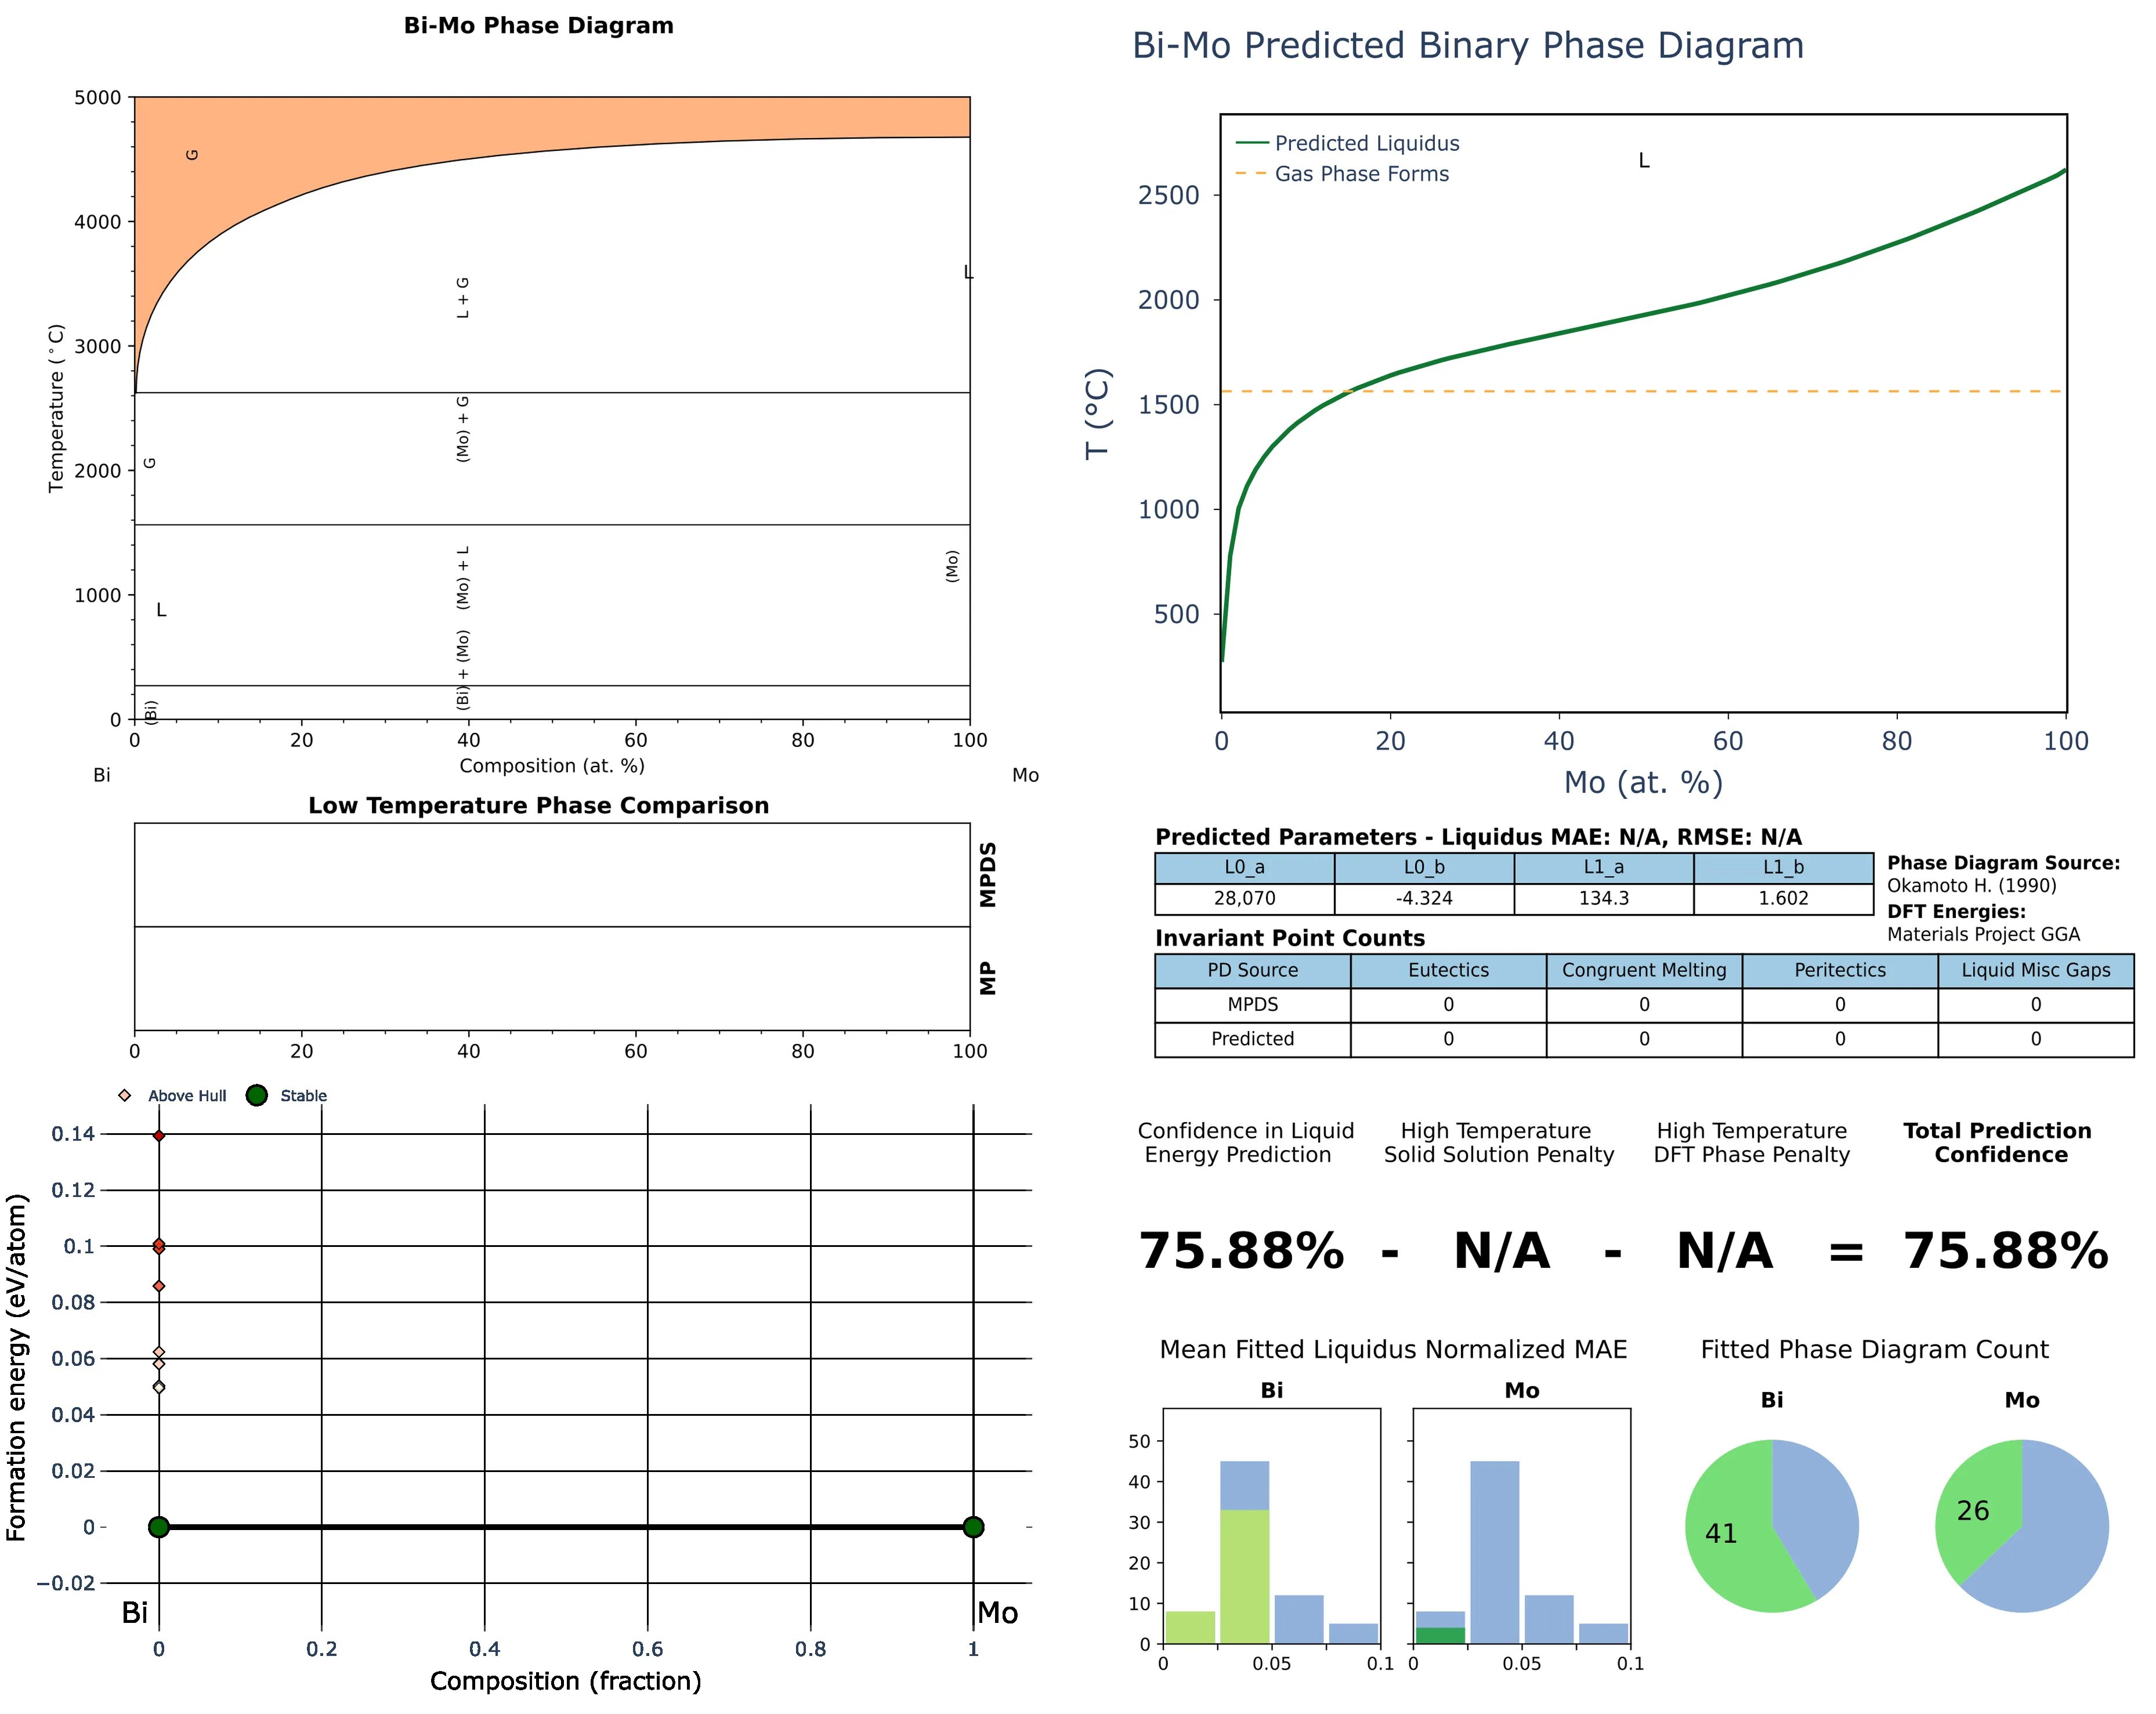 Bi-Mo Phase Diagram
5000
4000
3000
2000
1000
0
Temperature (°C)
G
L + G
L
(Mo) + G
G
(Mo) + L
(Mo)
L
(Bi) + (Mo)
(Bi)
0 20 40 60 80 100
Composition (at. %)
Bi Mo
Low Temperature Phase Comparison
MPDS
MP
0 20 40 60 80 100
Above Hull Stable
0.14
0.12
0.1
0.08
0.06
0.04
0.02
0
−0.02
Formation energy (eV/atom)
Bi Mo
0 0.2 0.4 0.6 0.8 1
Composition (fraction)
Bi-Mo Predicted Binary Phase Diagram
Predicted Liquidus
Gas Phase Forms
L
2500
2000
1500
1000
500
T (°C)
0 20 40 60 80 100
Mo (at. %)
Predicted Parameters - Liquidus MAE: N/A, RMSE: N/A
L0_a L0_b L1_a L1_b
28,070 -4.324 134.3 1.602
Phase Diagram Source:
Okamoto H. (1990)
DFT Energies:
Materials Project GGA
Invariant Point Counts
PD Source Eutectics Congruent Melting Peritectics Liquid Misc Gaps
MPDS 0 0 0 0
Predicted 0 0 0 0
Confidence in Liquid
Energy Prediction
High Temperature
Solid Solution Penalty
High Temperature
DFT Phase Penalty
Total Prediction
Confidence
75.88% - N/A - N/A = 75.88%
Mean Fitted Liquidus Normalized MAE
Bi Mo
50
40
30
20
10
0
0 0.05 0.1 0 0.05 0.1
Fitted Phase Diagram Count
Bi Mo
41 26